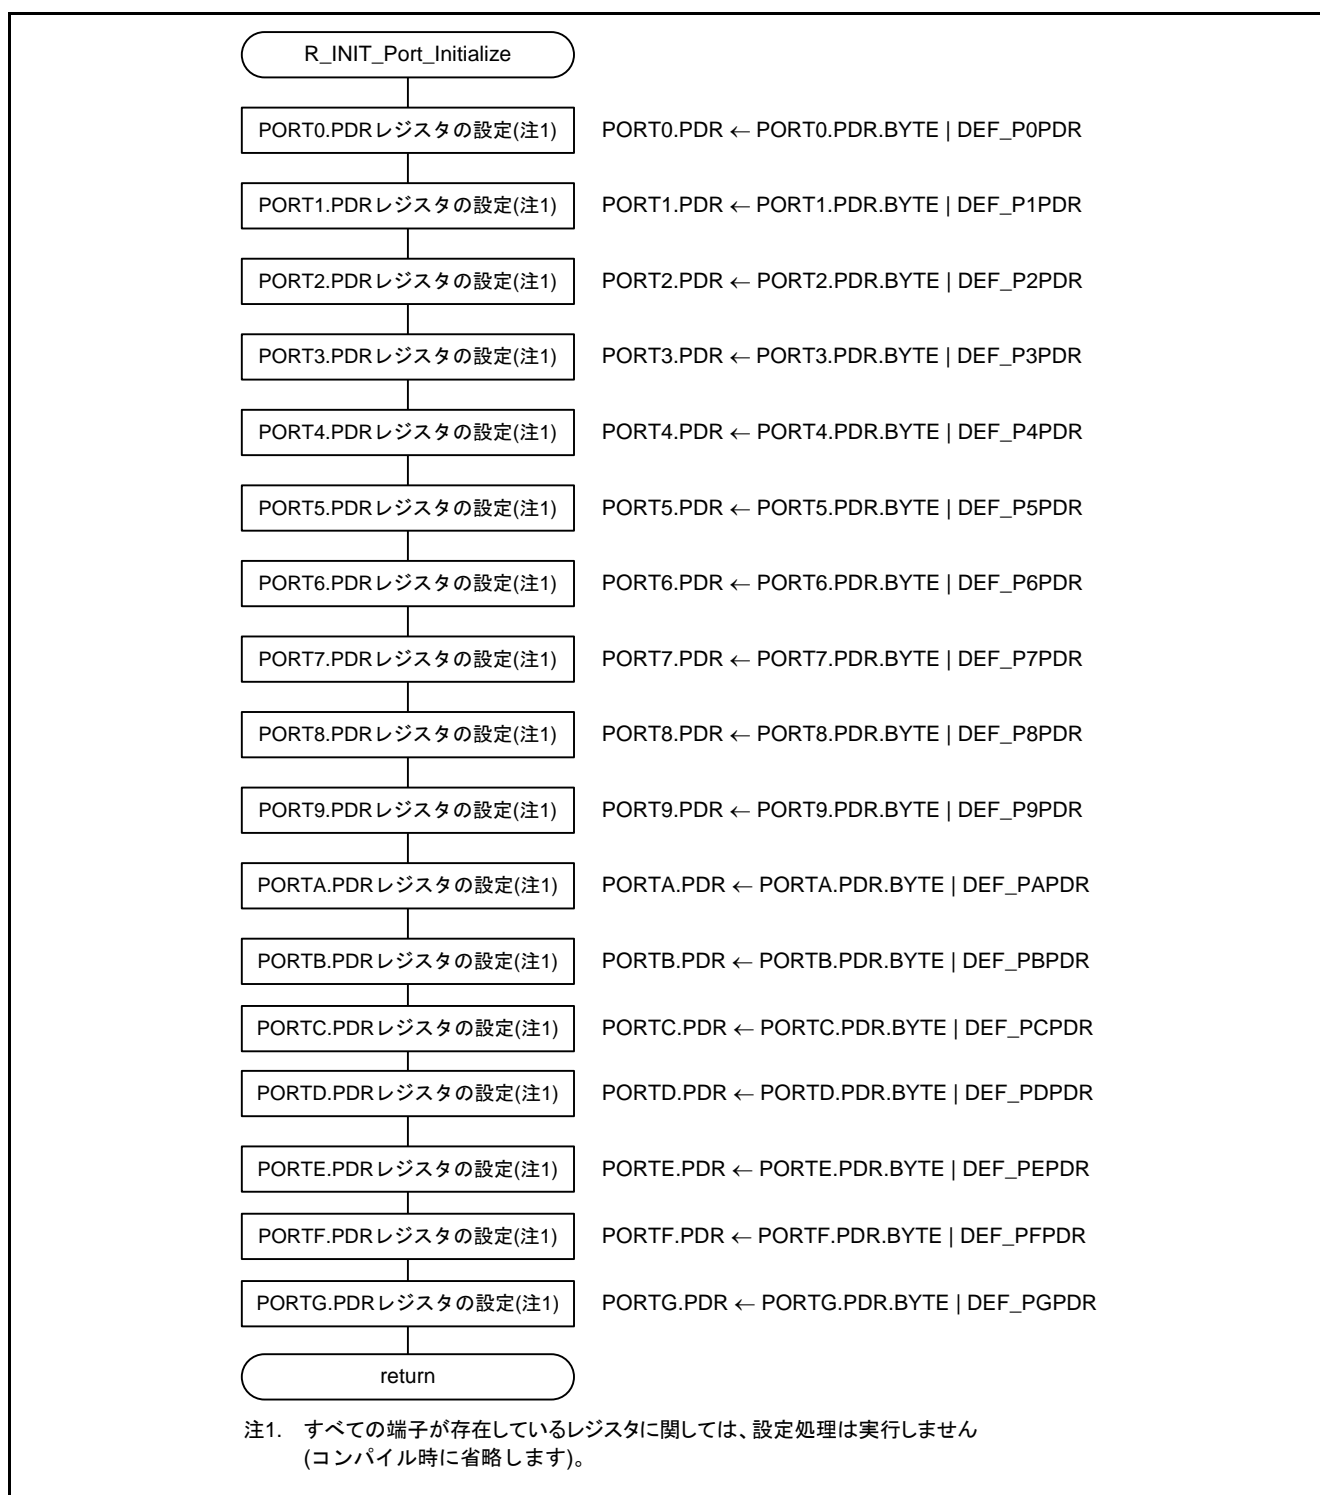 R_INIT_Port_Initialize
PORT0.PDRレジスタの設定(注1) PORT0.PDR ← PORT0.PDR.BYTE | DEF_P0PDR
PORT1.PDRレジスタの設定(注1) PORT1.PDR ← PORT1.PDR.BYTE | DEF_P1PDR
PORT2.PDRレジスタの設定(注1) PORT2.PDR ← PORT2.PDR.BYTE | DEF_P2PDR
PORT3.PDRレジスタの設定(注1) PORT3.PDR ← PORT3.PDR.BYTE | DEF_P3PDR
PORT4.PDRレジスタの設定(注1) PORT4.PDR ← PORT4.PDR.BYTE | DEF_P4PDR
PORT5.PDRレジスタの設定(注1) PORT5.PDR ← PORT5.PDR.BYTE | DEF_P5PDR
PORT6.PDRレジスタの設定(注1) PORT6.PDR ← PORT6.PDR.BYTE | DEF_P6PDR
PORT7.PDRレジスタの設定(注1) PORT7.PDR ← PORT7.PDR.BYTE | DEF_P7PDR
PORT8.PDRレジスタの設定(注1) PORT8.PDR ← PORT8.PDR.BYTE | DEF_P8PDR
PORT9.PDRレジスタの設定(注1) PORT9.PDR ← PORT9.PDR.BYTE | DEF_P9PDR
PORTA.PDRレジスタの設定(注1) PORTA.PDR ← PORTA.PDR.BYTE | DEF_PAPDR
PORTB.PDRレジスタの設定(注1) PORTB.PDR ← PORTB.PDR.BYTE | DEF_PBPDR
PORTC.PDRレジスタの設定(注1) PORTC.PDR ← PORTC.PDR.BYTE | DEF_PCPDR
PORTD.PDRレジスタの設定(注1) PORTD.PDR ← PORTD.PDR.BYTE | DEF_PDPDR
PORTE.PDRレジスタの設定(注1) PORTE.PDR ← PORTE.PDR.BYTE | DEF_PEPDR
PORTF.PDRレジスタの設定(注1) PORTF.PDR ← PORTF.PDR.BYTE | DEF_PFPDR
PORTG.PDRレジスタの設定(注1) PORTG.PDR ← PORTG.PDR.BYTE | DEF_PGPDR
return
注1. すべての端子が存在しているレジスタに関しては、設定処理は実行しません
(コンパイル時に省略します)。